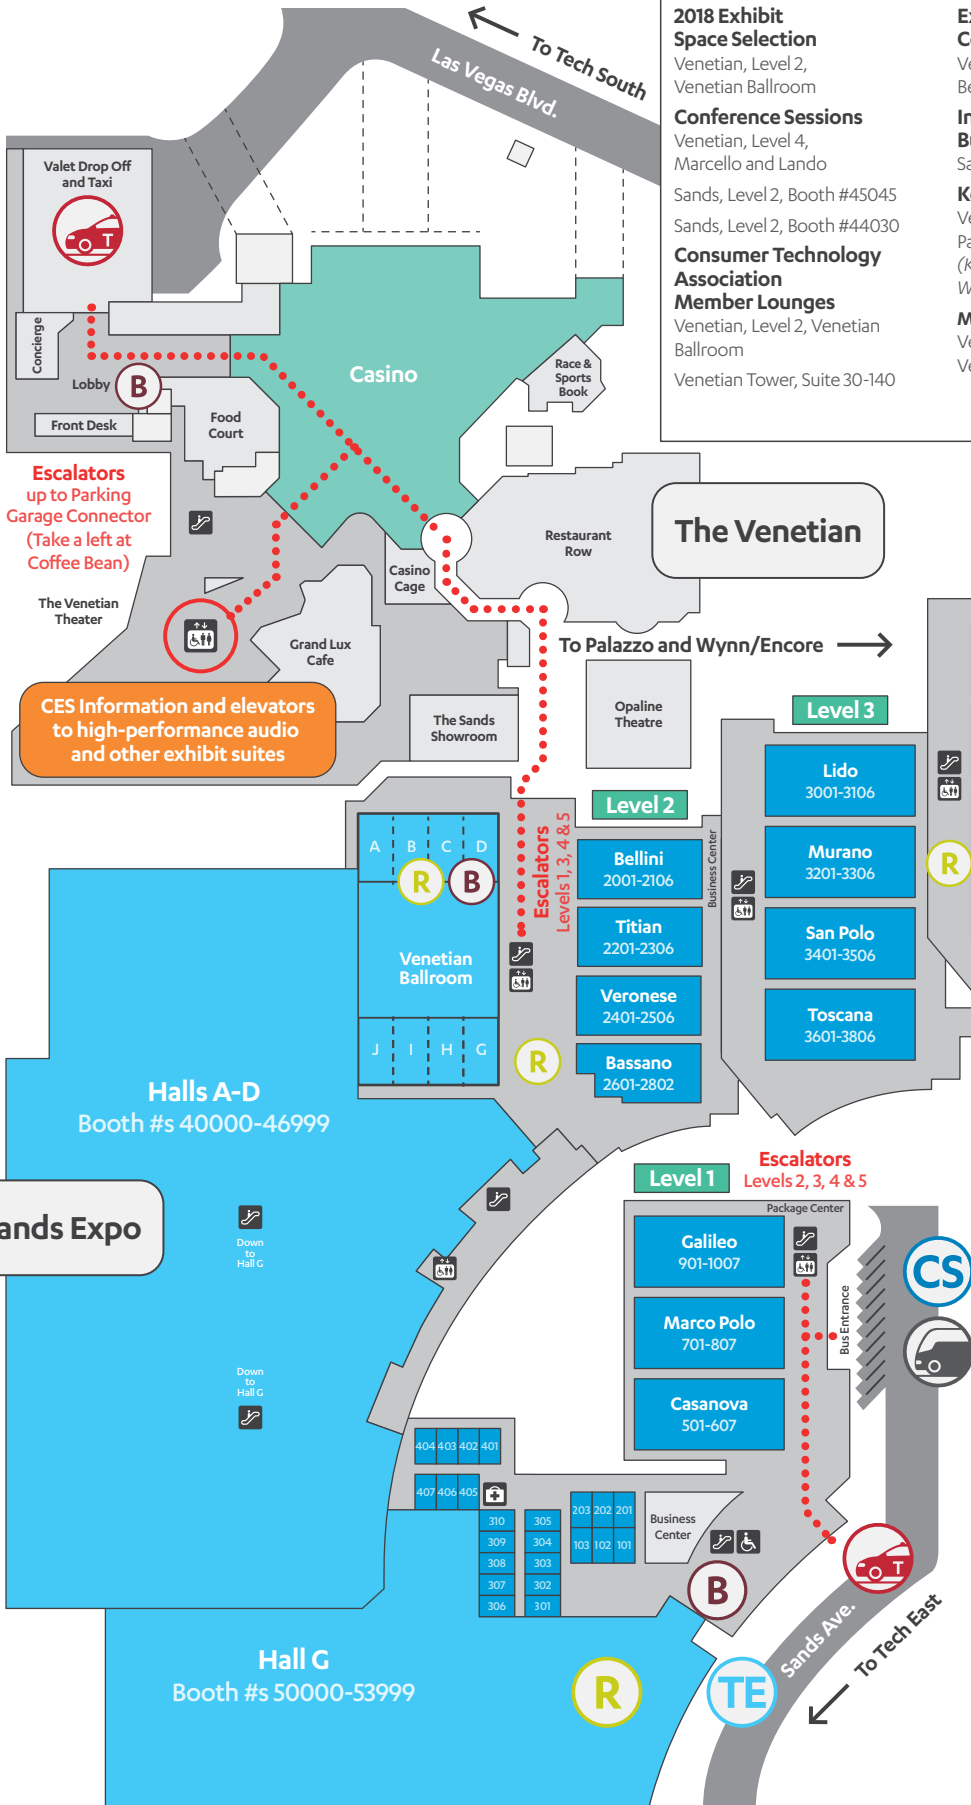 2018 Exhibit
Space Selection
Venetian, Level 2,
Venetian Ballroom
Conference Sessions
Venetian, Level 4,
Marcello and Lando
Sands, Level 2, Booth #45045
Sands, Level 2, Booth #44030
Consumer Technology
Association
Member Lounges
Venetian, Level 2, Venetian
Ballroom
Venetian Tower, Suite 30-140
To Tech South
Las Vegas Blvd.
Valet Drop Off
and Taxi
T
Concierge
Lobby
B
Front Desk
Food
Court
Casino
Race &
Sports
Book
Escalators
up to Parking
Garage Connector
(Take a left at
Coffee Bean)
The Venetian
Theater
Casino
Cage
Restaurant
Row
The Venetian
Grand Lux
Cafe
To Palazzo and Wynn/Encore
CES Information and elevators
to high-performance audio
and other exhibit suites
The Sands
Showroom
Opaline
Theatre
Level 3
Lido
3001-3106
Murano
3201-3306
San Polo
3401-3506
Toscana
3601-3806
R
Level 2
Business Center
Bellini
2001-2106
Titian
2201-2306
Veronese
2401-2506
Bassano
2601-2802
Escalators
Levels 1, 3, 4 & 5
A
B
C
D
R
B
Venetian
Ballroom
J
I
H
G
R
Halls A-D
Booth #s 40000-46999
ands Expo
Down
to
Hall G
Down
to
Hall G
Level 1
Escalators
Levels 2, 3, 4 & 5
Package Center
Galileo
901-1007
Marco Polo
701-807
Casanova
501-607
Bus Entrance
CS
404 403 402 401
407 406 405
310
309
308
307
306
305
304
303
302
301
203 202 201
103 102 101
Business
Center
B
T
Hall G
Booth #s 50000-53999
R
TE
Sands Ave.
To Tech East